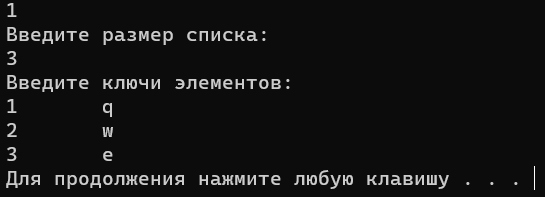 1
Введите размер списка:
3
Введите ключи элементов:
1 q
2 w
3 e
Для продолжения нажмите любую клавишу . . .